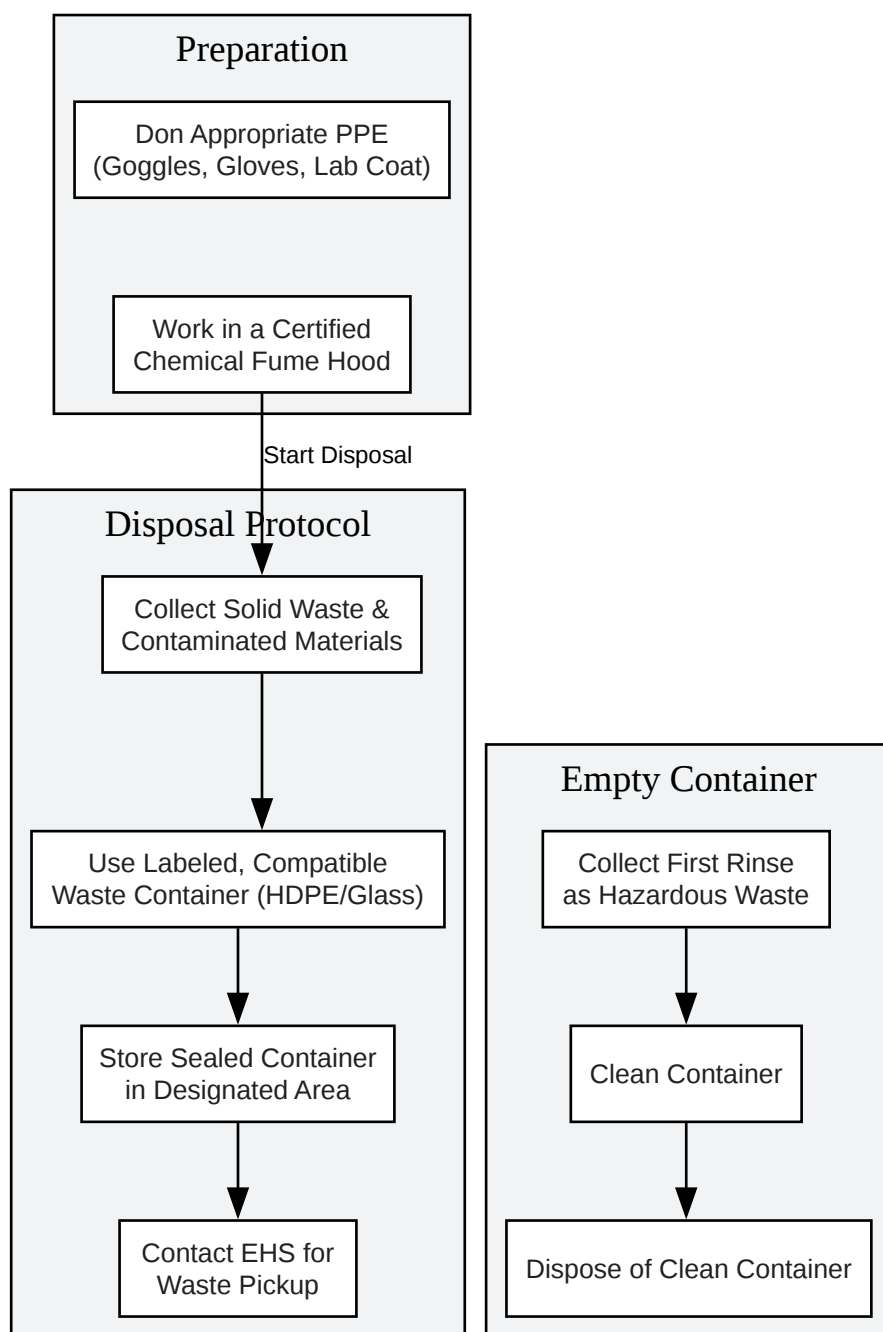 Preparation
Don Appropriate PPE
(Goggles, Gloves, Lab Coat)
Work in a Certified
Chemical Fume Hood
Start Disposal
Disposal Protocol
Collect Solid Waste &
Contaminated Materials
Use Labeled, Compatible
Waste Container (HDPE/Glass)
Store Sealed Container
in Designated Area
Contact EHS for
Waste Pickup
Empty Container
Collect First Rinse
as Hazardous Waste
Clean Container
Dispose of Clean Container